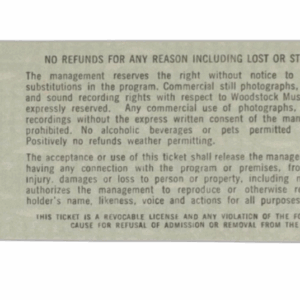 NO REFUNDS FOR ANY REASON INCLUDING LOST OR ST
The management reserves the right without notice to
substitutions in the program. Commercial still photographs,
and sound recording rights with respect to Woodstock Mus
expressly reserved. Any commercial use of photographs,
recordings without the express written consent of the man
prohibited. No alcoholic beverages or pets permitted
Positively no refunds weather permitting.
The acceptance or use of this ticket shall release the manage
having any connection with the program or premises, fro
injury, damages or loss to person or property, including n
authorizes the management to reproduce or otherwise r
holder's name, likeness, voice and actions for all purposes
THIS TICKET IS A REVOCABLE LICENSE AND ANY VIOLATION OF THE FO
CAUSE FOR REFUSAL OF ADMISSION OR REMOVAL FROM THE